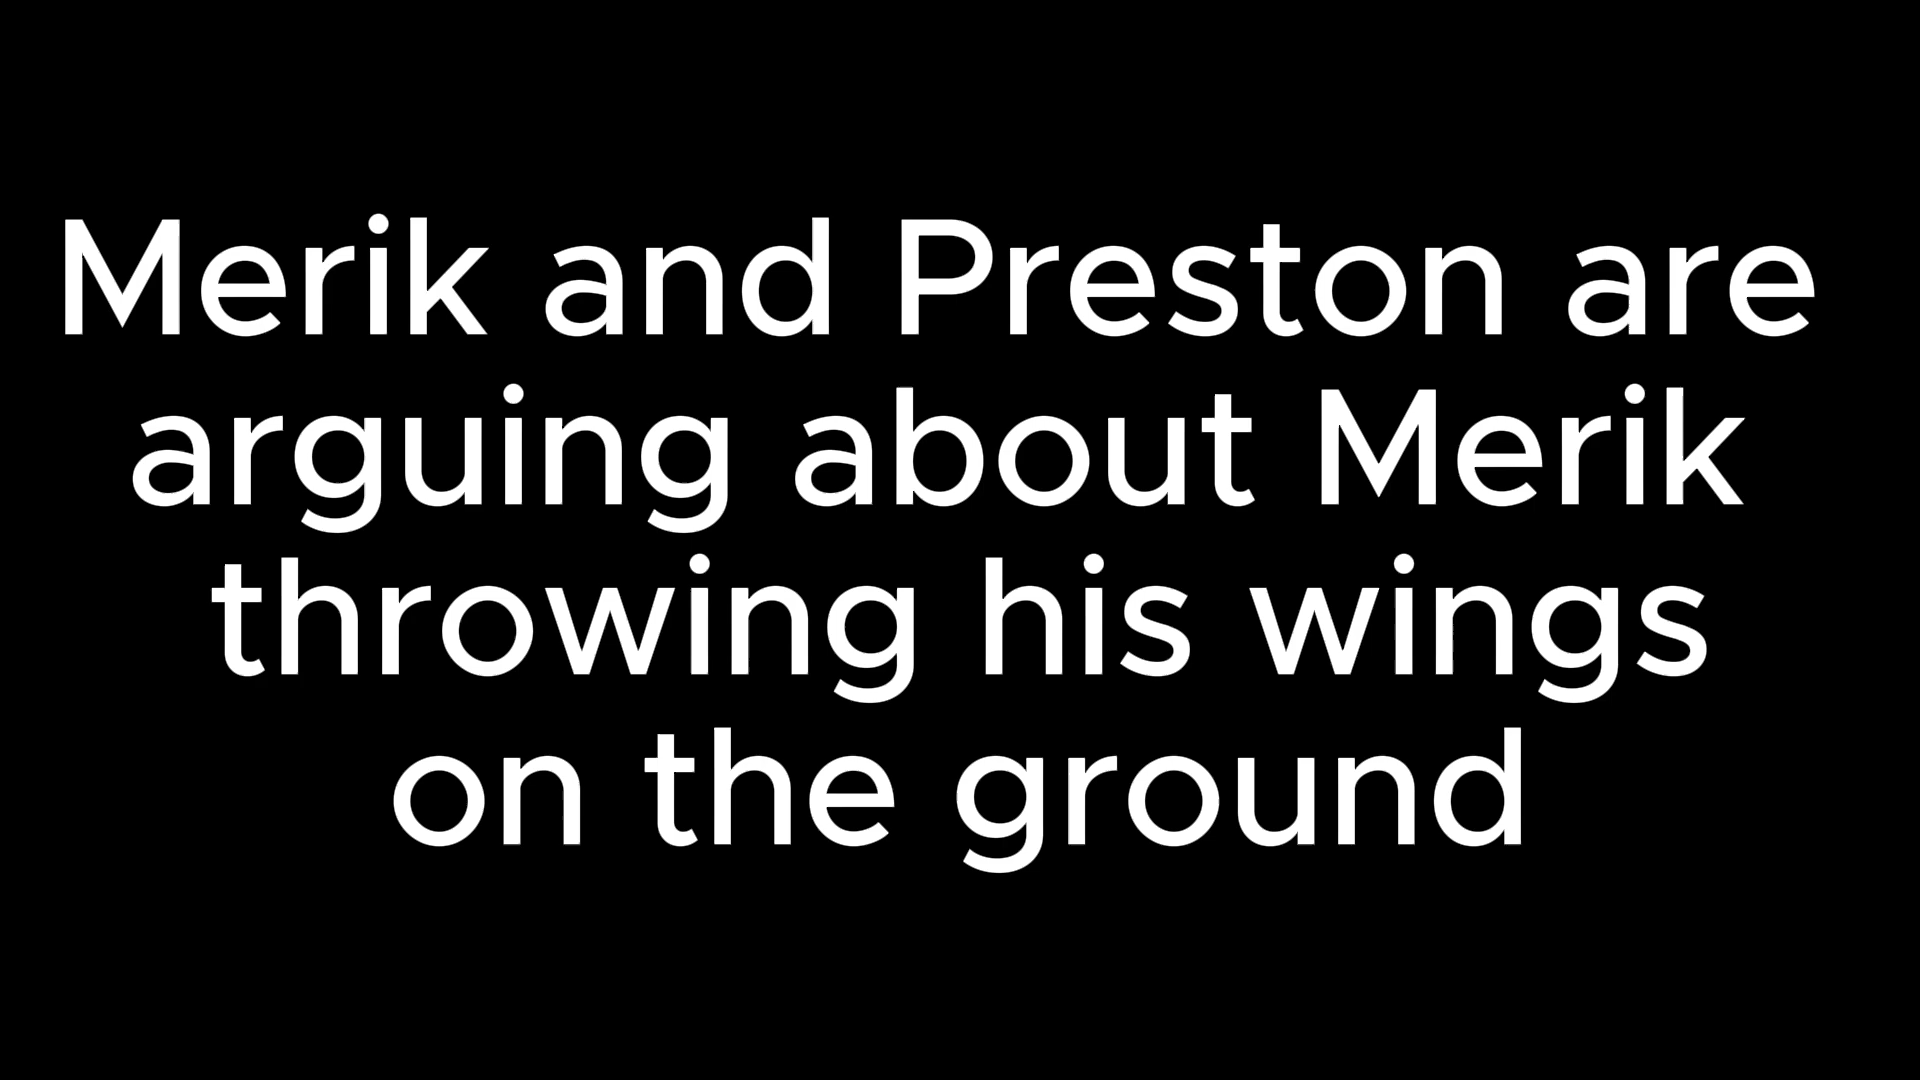 Merik and Preston are
arguing about Merik
throwing his wings
on the ground